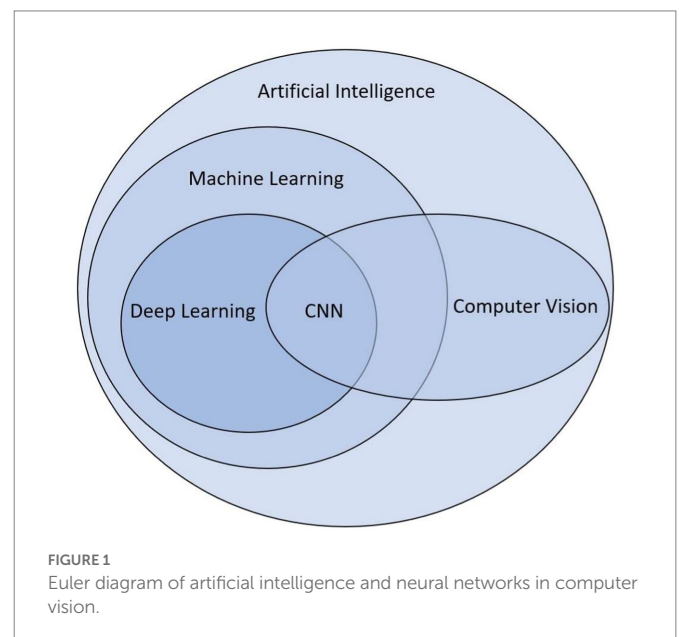 Artificial Intelligence
Machine Learning
Deep Learning
CNN
Computer Vision
FIGURE 1
Euler diagram of artificial intelligence and neural networks in computer
vision.